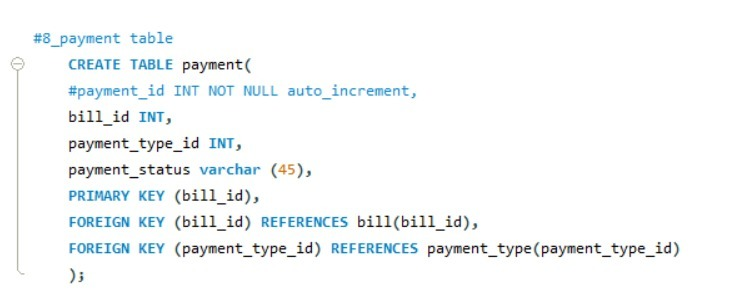 #8_payment table
CREATE TABLE payment(
#payment_id INT NOT NULL auto_increment,
bill_id INT,
payment_type_id INT,
payment_status varchar (45),
PRIMARY KEY (bill_id),
FOREIGN KEY (bill_id) REFERENCES bill(bill_id),
FOREIGN KEY (payment_type_id) REFERENCES payment_type(payment_type_id)
);